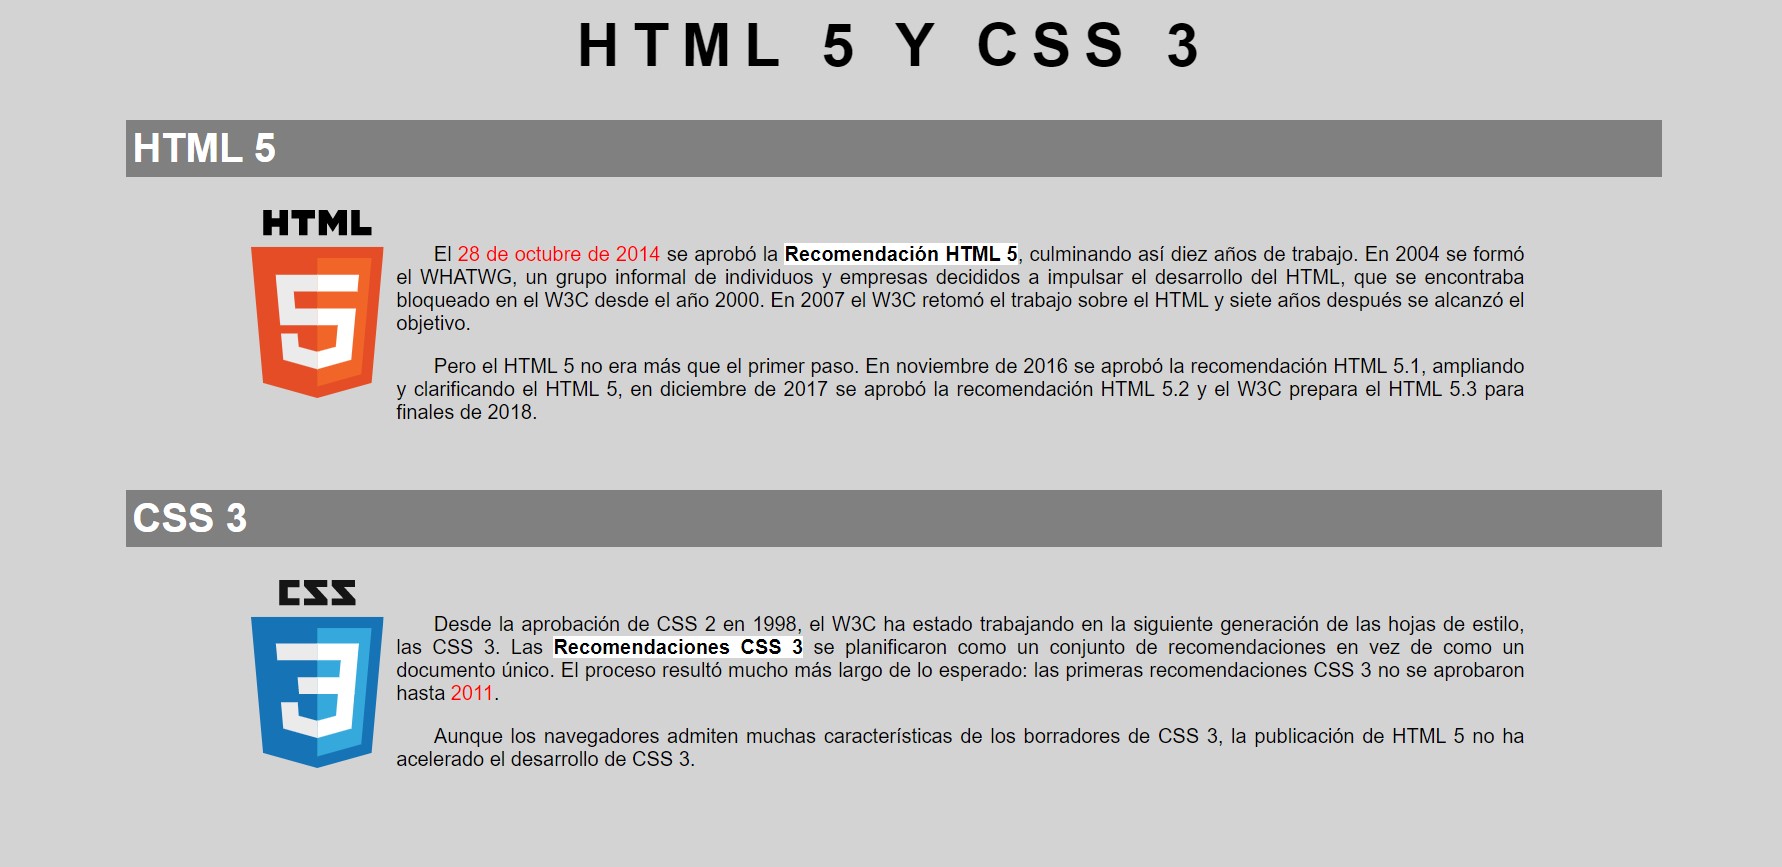 HTML 5 Y CSS 3
HTML 5
HTML
5
El 28 de octubre de 2014 se aprobó la Recomendación HTML 5, culminando así diez años de trabajo. En 2004 se formó
el WHATWG, un grupo informal de individuos y empresas decididos a impulsar el desarrollo del HTML, que se encontraba
bloqueado en el W3C desde el año 2000. En 2007 el W3C retomó el trabajo sobre el HTML y siete años después se alcanzó el
objetivo.
Pero el HTML 5 no era más que el primer paso. En noviembre de 2016 se aprobó la recomendación HTML 5.1, ampliando
y clarificando el HTML 5, en diciembre de 2017 se aprobó la recomendación HTML 5.2 y el W3C prepara el HTML 5.3 para
finales de 2018.
CSS 3
CSS
3
Desde la aprobación de CSS 2 en 1998, el W3C ha estado trabajando en la siguiente generación de las hojas de estilo,
las CSS 3. Las Recomendaciones CSS 3 se planificaron como un conjunto de recomendaciones en vez de como un
documento único. El proceso resultó mucho más largo de lo esperado: las primeras recomendaciones CSS 3 no se aprobaron
hasta 2011.
Aunque los navegadores admiten muchas características de los borradores de CSS 3, la publicación de HTML 5 no ha
acelerado el desarrollo de CSS 3.